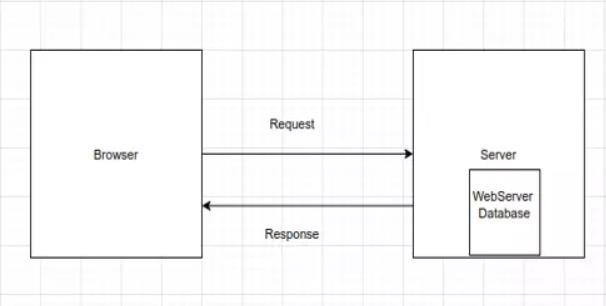 Request
Browser
Server
WebServer
Database
Response